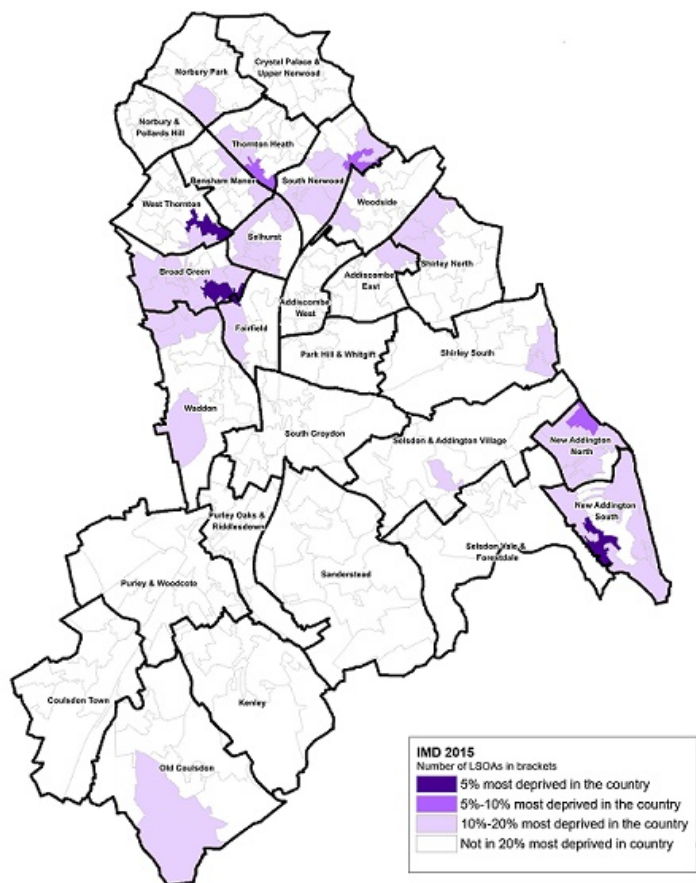 Norbury Park
Crystal Palace &
Upper Norwood
Norbury &
Pollards Hill
Thornton Heath
Bensham Manor
South Norwood
West Thornton
Woodside
Selhurst
Broad Green
Shirley North
Addiscombe
East
Addiscombe
West
Fairfield
Park Hill & Whitgift
Shirley South
Waddon
South Croydon
Selsdon & Addington Village
New Addington
North
New Addington
South
Purley Oaks &
Riddlesdown
Selsdon Vale &
Forestdale
Sanderstead
Purley & Woodcote
Coulsdon Town
Kenley
Old Coulsdon
IMD 2015
Number of LSOAs in brackets
5% most deprived in the country
5%-10% most deprived in the country
10%-20% most deprived in the country
Not in 20% most deprived in country